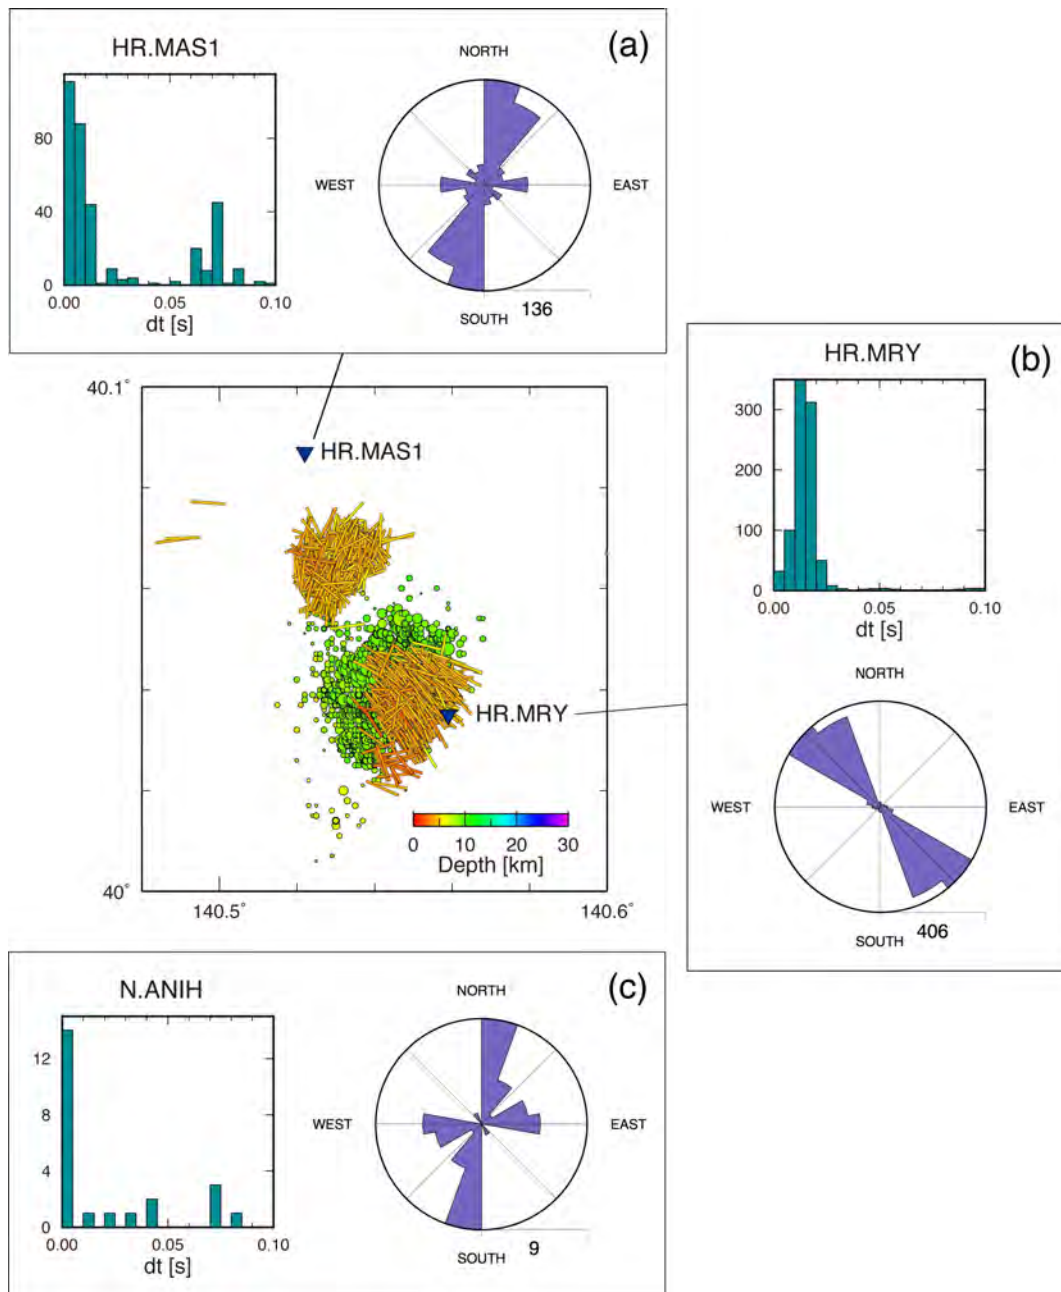 HR.MAS1
(a)
80
40
0
0.00 0.05 0.10
dt [s]
NORTH
WEST
EAST
SOUTH
136
HR.MRY
(b)
300
200
100
0
0.00 0.05 0.10
dt [s]
NORTH
WEST
EAST
SOUTH
406
40.1°
HR.MAS1
HR.MRY
0 10 20 30
Depth [km]
40°
140.5°
140.6°
N.ANIH
(c)
12
8
4
0
0.00 0.05 0.10
dt [s]
NORTH
WEST
EAST
SOUTH
9